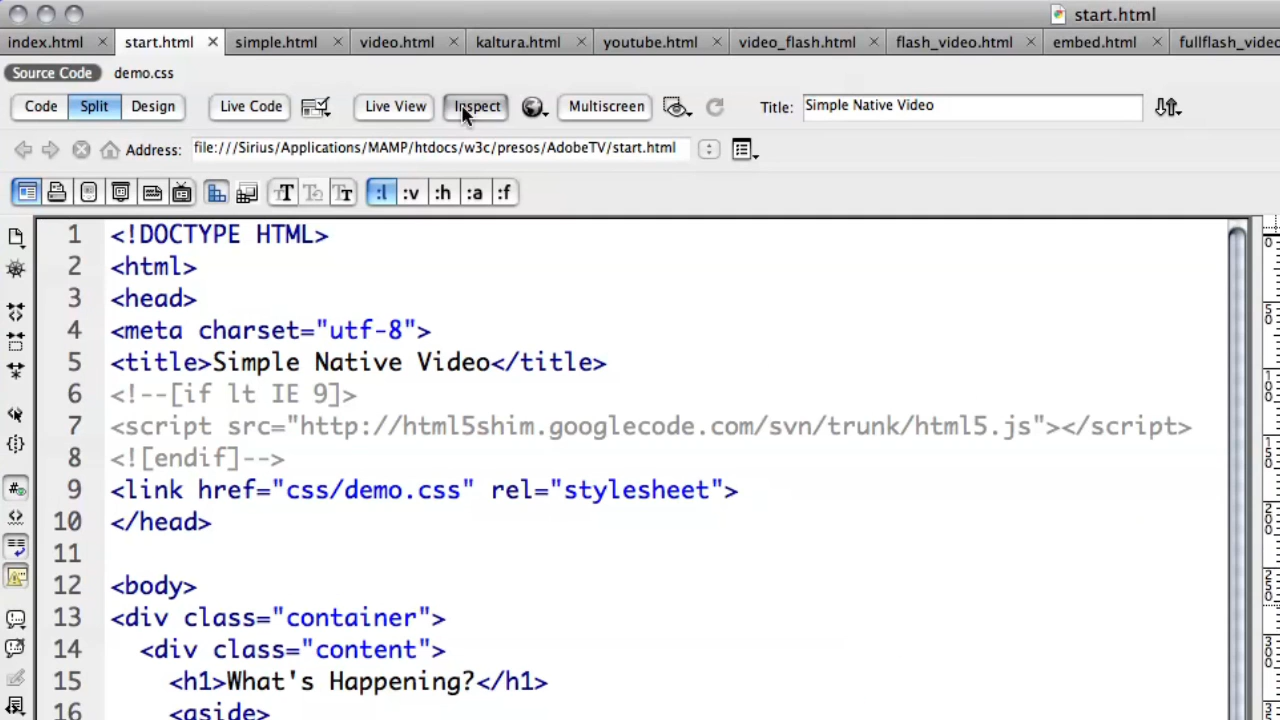 start.html
index.html start.html simple.html video.html kaltura.html youtube.html video_flash.html flash_video.html embed.html fullflash_video
Source Code demo.css
Code Split Design Live Code Live View Inspect Multiscreen Title: Simple Native Video
Address: file:///Sirius/Applications/MAMP/htdocs/w3c/presos/AdobeTV/start.html
:l :v :h :a :f
1 <!DOCTYPE HTML>
2 <html>
3 <head>
4 <meta charset="utf-8">
5 <title>Simple Native Video</title>
6 <!--[if lt IE 9]>
7 <script src="http://html5shim.googlecode.com/svn/trunk/html5.js"></script>
8 <![endif]-->
9 <link href="css/demo.css" rel="stylesheet">
10 </head>
11
12 <body>
13 <div class="container">
14 <div class="content">
15 <h1>What's Happening?</h1>
16 <aside>